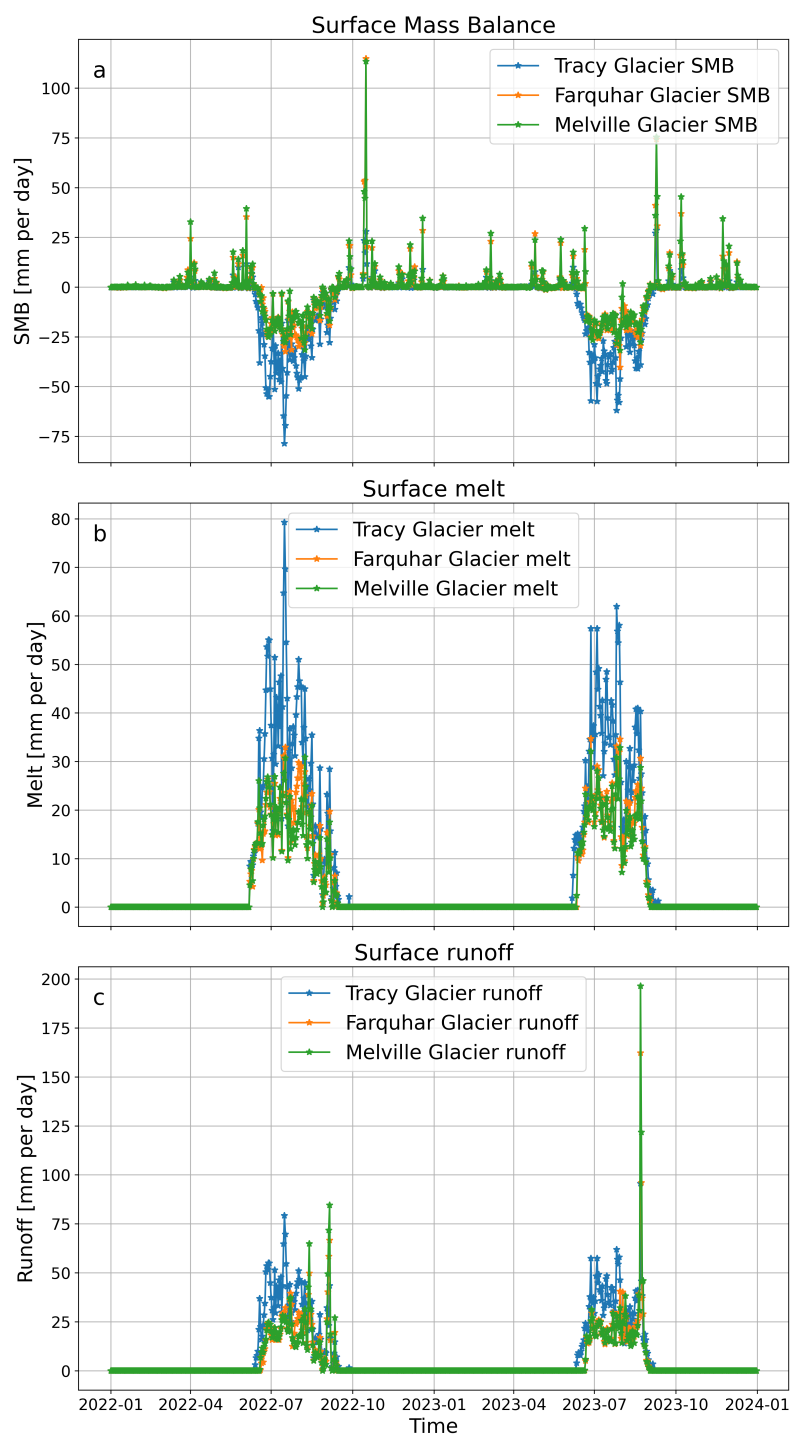 Surface Mass Balance
a
Tracy Glacier SMB
Farquhar Glacier SMB
Melville Glacier SMB
SMB [mm per day]
100
75
50
25
0
−25
−50
−75
Surface melt
b
Tracy Glacier melt
Farquhar Glacier melt
Melville Glacier melt
Melt [mm per day]
80
70
60
50
40
30
20
10
0
Surface runoff
c
Tracy Glacier runoff
Farquhar Glacier runoff
Melville Glacier runoff
Runoff [mm per day]
200
175
150
125
100
75
50
25
0
2022-01 2022-04 2022-07 2022-10 2023-01 2023-04 2023-07 2023-10 2024-01
Time